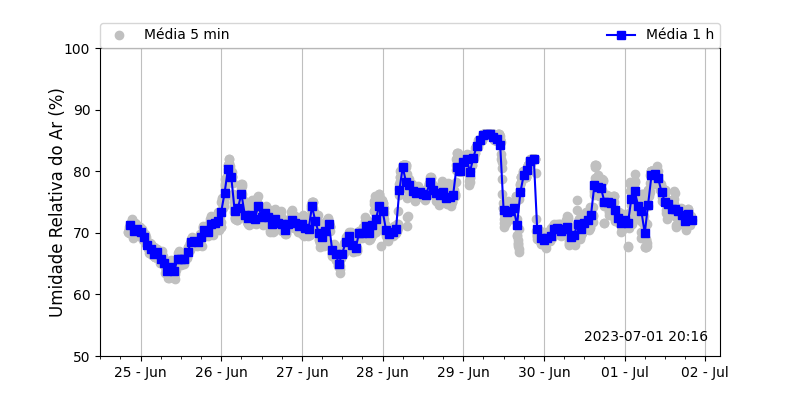 Média 5 min
Média 1 h
Umidade Relativa do Ar (%)
100
90
80
70
60
50
2023-07-01 20:16
25 - Jun
26 - Jun
27 - Jun
28 - Jun
29 - Jun
30 - Jun
01 - Jul
02 - Jul